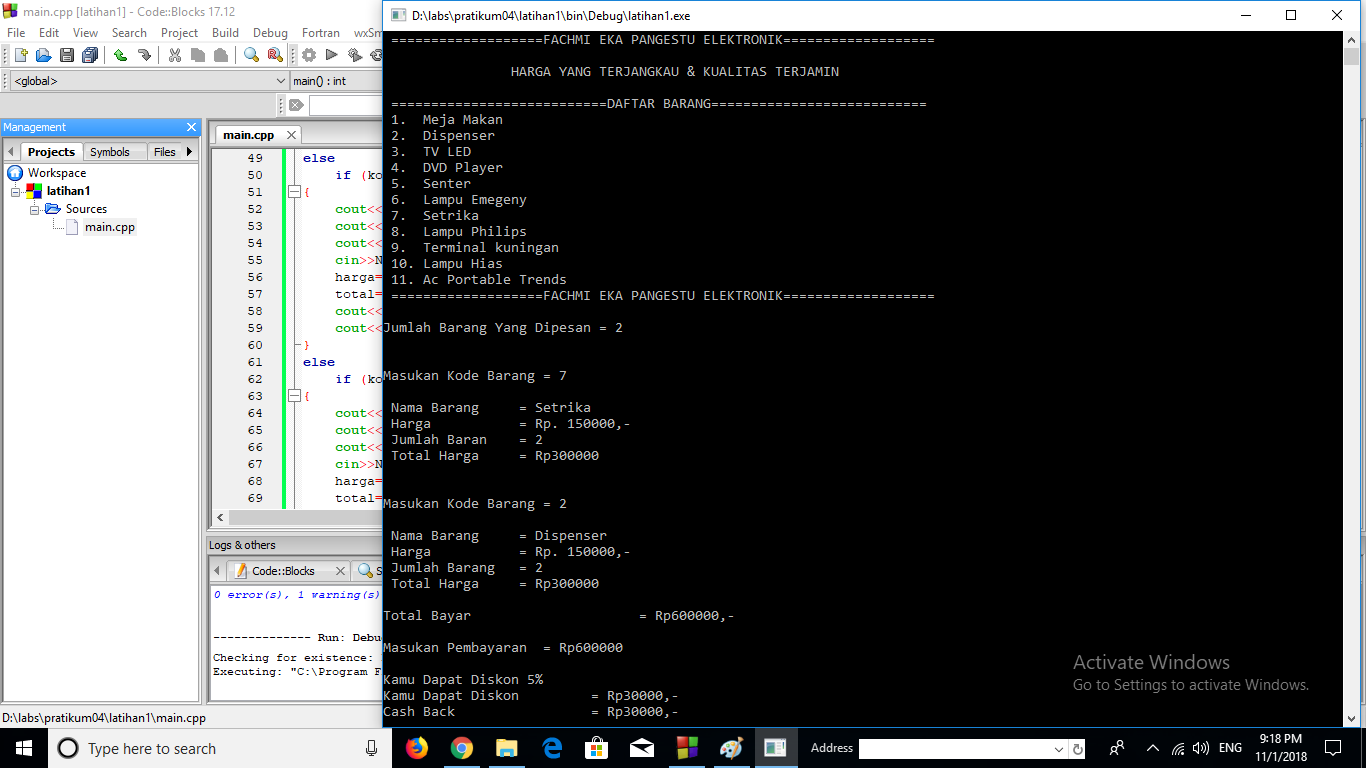 main.cpp [latihan1] - Code::Blocks 17.12
File Edit View Search Project Build Debug Fortran wxSm
<global>
main() : int
Management
Projects Symbols Files
Workspace
latihan1
Sources
main.cpp
main.cpp
49 else
50 if (ko
51 {
52 cout<<
53 cout<<
54 cout<<
55 cin>>N
56 harga=
57 total=
58 cout<<
59 cout<<
60 }
61 else
62 if (ko
63 {
64 cout<<
65 cout<<
66 cout<<
67 cin>>N
68 harga=
69 total=
Logs & others
Code::Blocks S
0 error(s), 1 warning(s)
-------------- Run: Debu
Checking for existence:
Executing: "C:\Program F
D:\labs\pratikum04\latihan1\main.cpp
D:\labs\pratikum04\latihan1\bin\Debug\latihan1.exe
===================FACHMI EKA PANGESTU ELEKTRONIK===================
HARGA YANG TERJANGKAU & KUALITAS TERJAMIN
===========================DAFTAR BARANG===========================
1. Meja Makan
2. Dispenser
3. TV LED
4. DVD Player
5. Senter
6. Lampu Emegeny
7. Setrika
8. Lampu Philips
9. Terminal kuningan
10. Lampu Hias
11. Ac Portable Trends
===================FACHMI EKA PANGESTU ELEKTRONIK===================
Jumlah Barang Yang Dipesan = 2
Masukan Kode Barang = 7
Nama Barang = Setrika
Harga = Rp. 150000,-
Jumlah Baran = 2
Total Harga = Rp300000
Masukan Kode Barang = 2
Nama Barang = Dispenser
Harga = Rp. 150000,-
Jumlah Barang = 2
Total Harga = Rp300000
Total Bayar = Rp600000,-
Masukan Pembayaran = Rp600000
Kamu Dapat Diskon 5%
Kamu Dapat Diskon = Rp30000,-
Cash Back = Rp30000,-
Activate Windows
Go to Settings to activate Windows.
Type here to search
Address
ENG
9:18 PM
11/1/2018